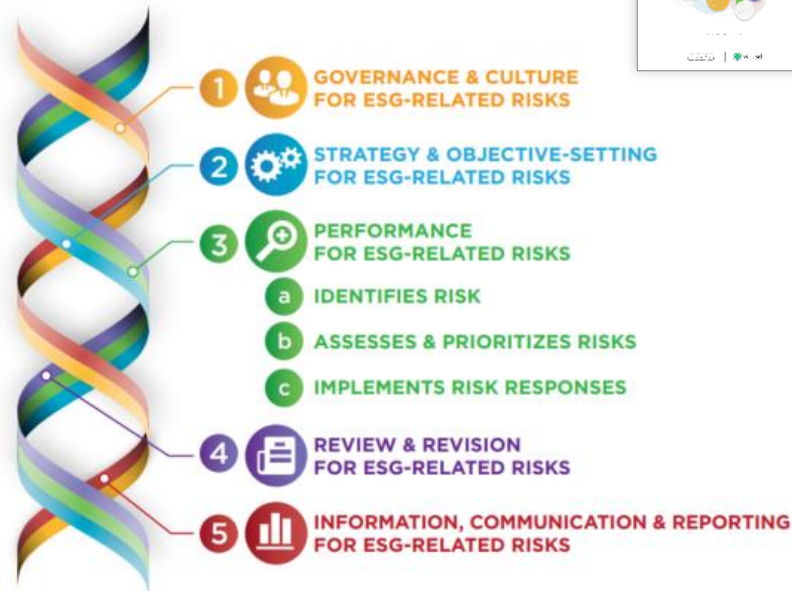 1 GOVERNANCE & CULTURE
FOR ESG-RELATED RISKS
2 STRATEGY & OBJECTIVE-SETTING
FOR ESG-RELATED RISKS
3 PERFORMANCE
FOR ESG-RELATED RISKS
a IDENTIFIES RISK
b ASSESSES & PRIORITIZES RISKS
c IMPLEMENTS RISK RESPONSES
4 REVIEW & REVISION
FOR ESG-RELATED RISKS
5 INFORMATION, COMMUNICATION & REPORTING
FOR ESG-RELATED RISKS